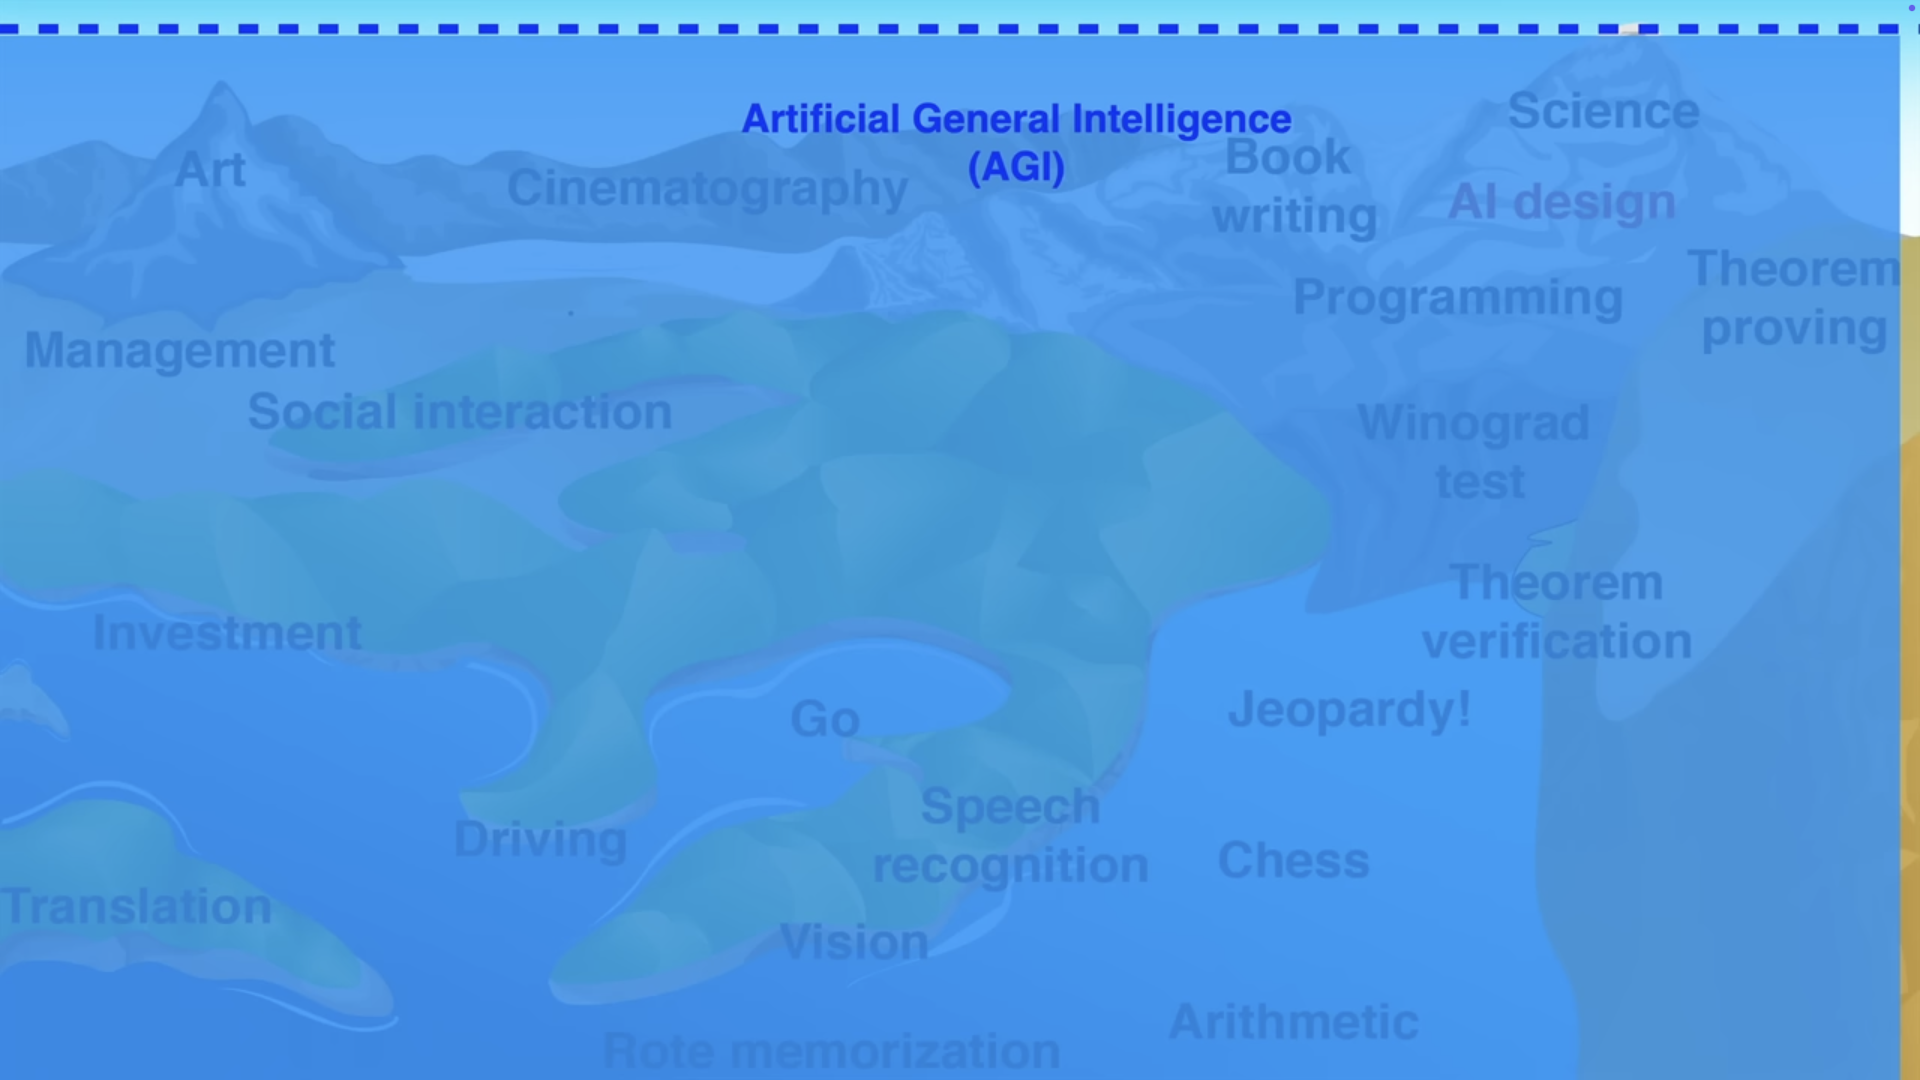 Artificial General Intelligence
(AGI)
Science
Art
Cinematography
Book
writing
AI design
Programming
Theorem
proving
Management
Social interaction
Winograd
test
Theorem
verification
Investment
Go
Jeopardy!
Driving
Speech
recognition
Chess
Translation
Vision
Arithmetic
Rote memorization